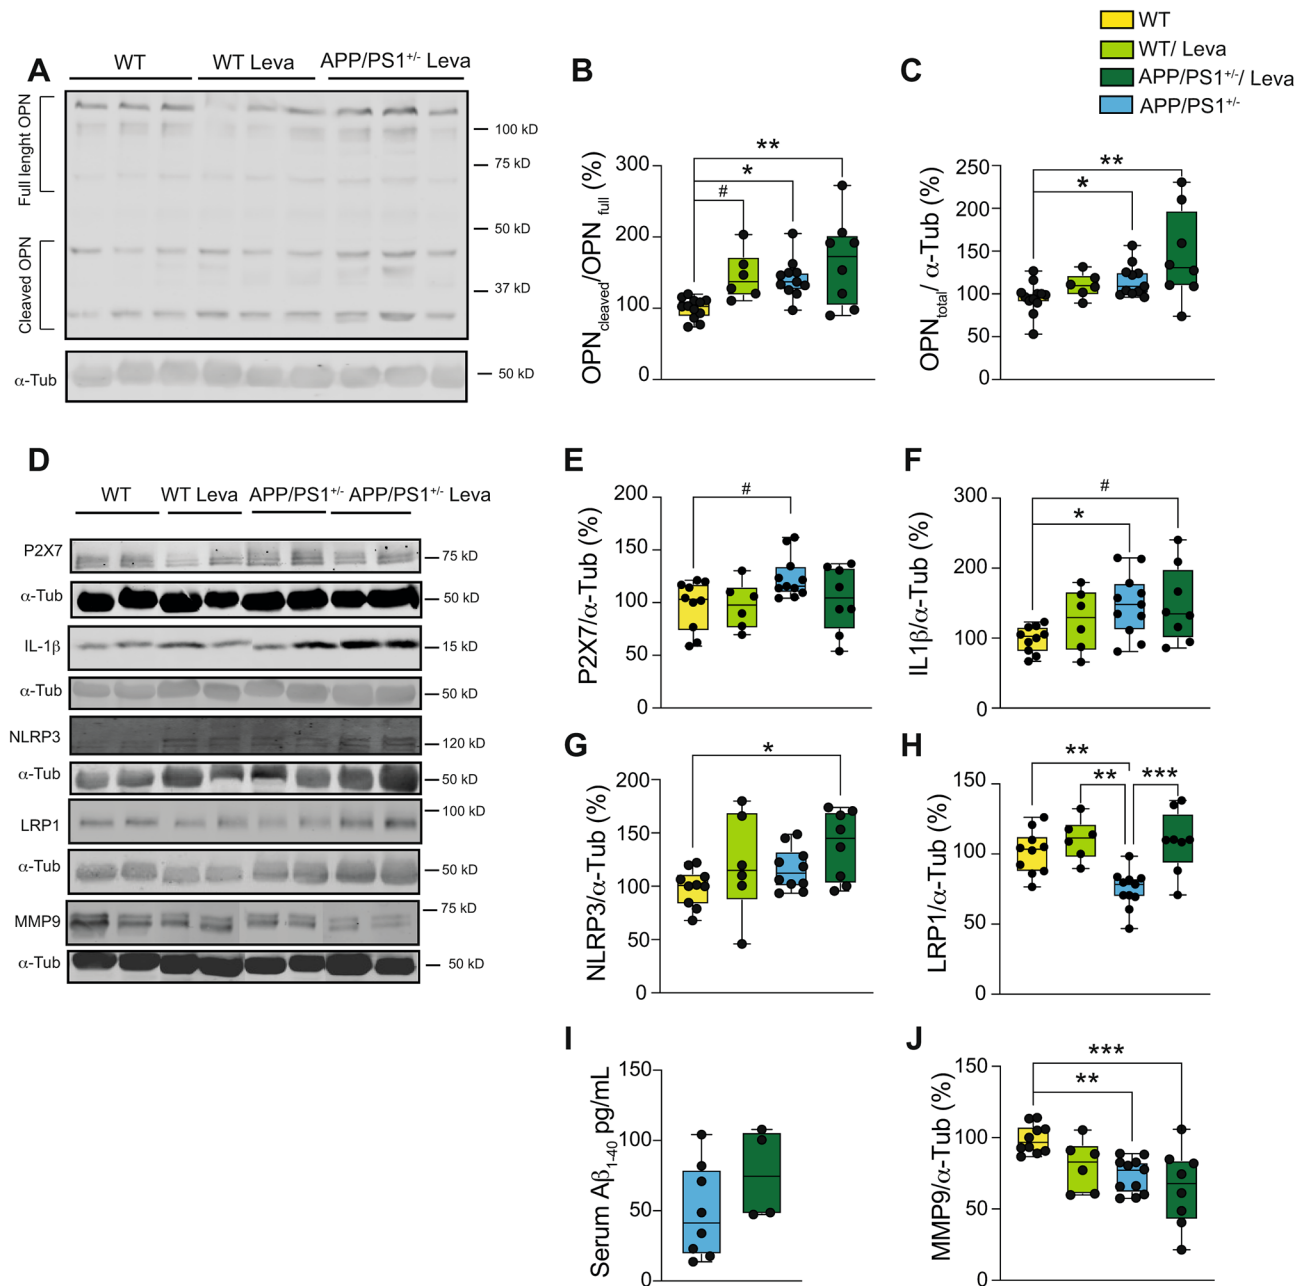 WT
WT/ Leva
APP/PS1+/-/ Leva
APP/PS1+/-
A
WT
WT Leva
APP/PS1+/- Leva
Full lenght OPN
Cleaved OPN
100 kD
75 kD
50 kD
37 kD
α-Tub
50 kD
B
OPNcleaved/OPN full (%)
300
200
100
0
**
*
#
C
OPNtotal/ α-Tub (%)
250
200
150
100
50
0
**
*
D
WT
WT Leva
APP/PS1+/-
APP/PS1+/- Leva
P2X7
75 kD
α-Tub
50 kD
IL-1β
15 kD
α-Tub
50 kD
NLRP3
120 kD
α-Tub
50 kD
LRP1
100 kD
α-Tub
50 kD
MMP9
75 kD
α-Tub
50 kD
E
P2X7/α-Tub (%)
200
150
100
50
0
#
F
IL1β/α-Tub (%)
300
200
100
0
#
*
G
NLRP3/α-Tub (%)
200
150
100
50
0
*
H
LRP1/α-Tub (%)
150
100
50
0
**
**
***
I
Serum Aβ1-40 pg/mL
150
100
50
0
J
MMP9/α-Tub (%)
150
100
50
0
***
**